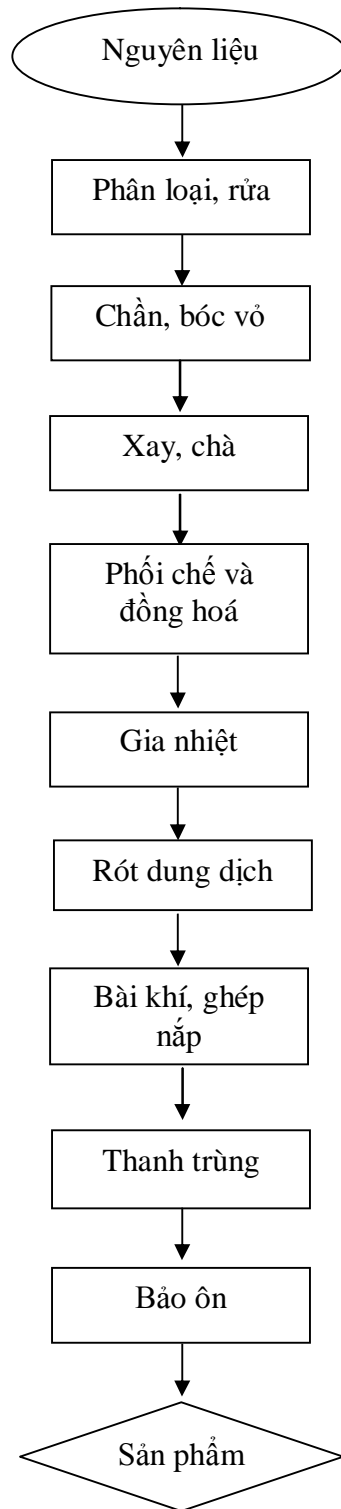 Nguyên liệu
Phân loại, rửa
Chần, bóc vỏ
Xay, chà
Phối chế và
đồng hoá
Gia nhiệt
Rót dung dịch
Bài khí, ghép
nắp
Thanh trùng
Bảo ôn
Sản phẩm